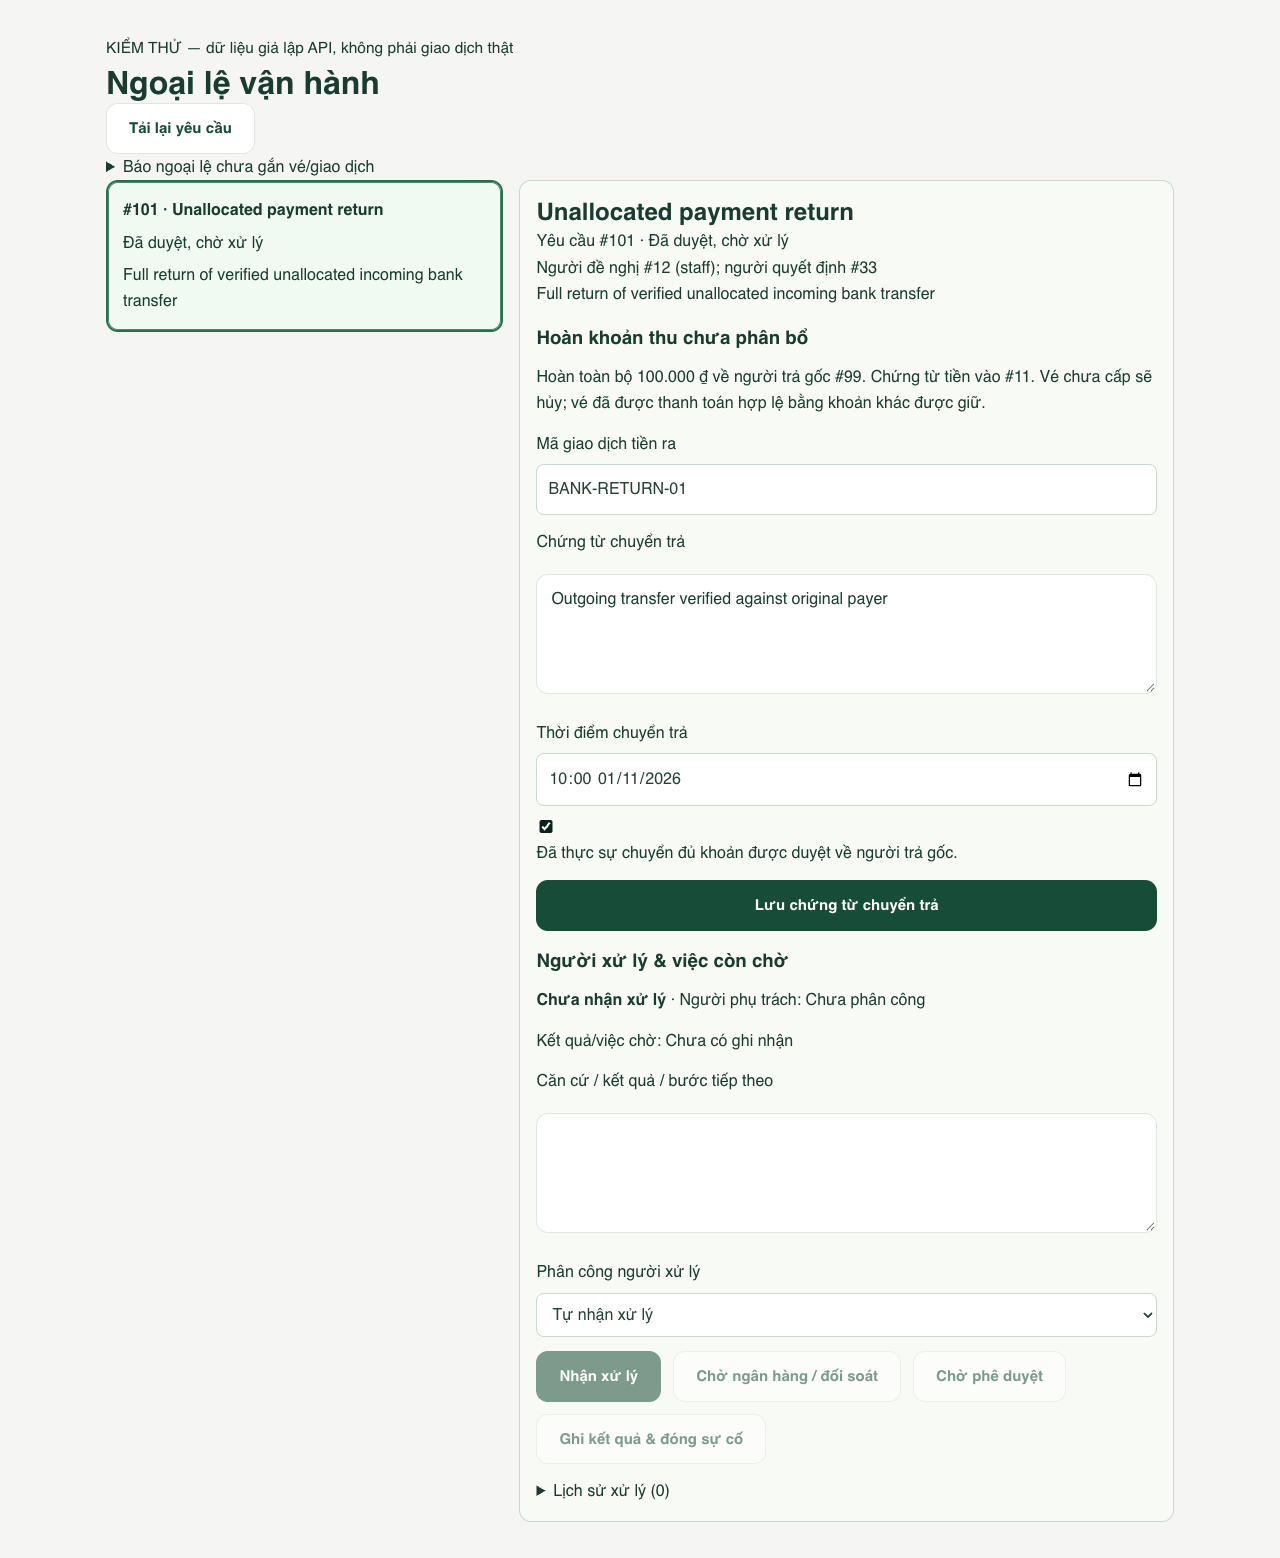 KIỂM THỬ — dữ liệu giả lập API, không phải giao dịch thật
Ngoại lệ vận hành
Tải lại yêu cầu
Báo ngoại lệ chưa gắn vé/giao dịch
#101 · Unallocated payment return
Đã duyệt, chờ xử lý
Full return of verified unallocated incoming bank
transfer
Unallocated payment return
Yêu cầu #101 · Đã duyệt, chờ xử lý
Người đề nghị #12 (staff); người quyết định #33
Full return of verified unallocated incoming bank transfer
Hoàn khoản thu chưa phân bổ
Hoàn toàn bộ 100.000 ₫ về người trả gốc #99. Chứng từ tiền vào #11. Vé chưa cấp sẽ
hủy; vé đã được thanh toán hợp lệ bằng khoản khác được giữ.
Mã giao dịch tiền ra
BANK-RETURN-01
Chứng từ chuyển trả
Outgoing transfer verified against original payer
Thời điểm chuyển trả
10:00 01/11/2026
Đã thực sự chuyển đủ khoản được duyệt về người trả gốc.
Lưu chứng từ chuyển trả
Người xử lý & việc còn chờ
Chưa nhận xử lý · Người phụ trách: Chưa phân công
Kết quả/việc chờ: Chưa có ghi nhận
Căn cứ / kết quả / bước tiếp theo
Phân công người xử lý
Tự nhận xử lý
Nhận xử lý
Chờ ngân hàng / đối soát
Chờ phê duyệt
Ghi kết quả & đóng sự cố
Lịch sử xử lý (0)